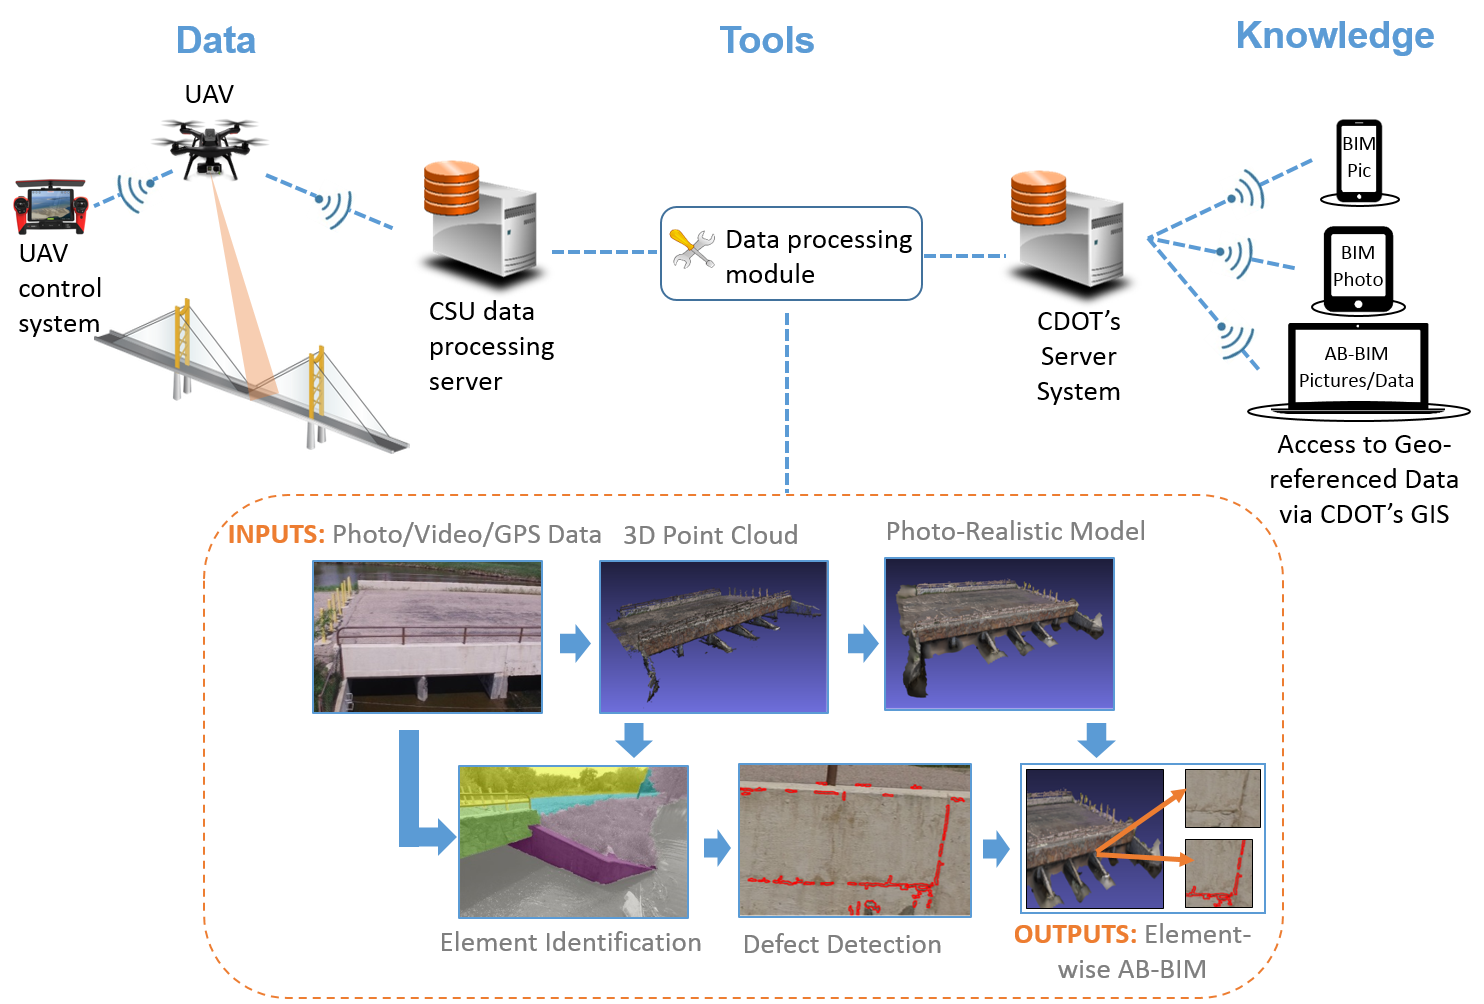 Data
Tools
Knowledge
UAV
UAV
control
system
CSU data
processing
server
Data processing
module
CDOT's
Server
System
BIM
Pic
BIM
Photo
AB-BIM
Pictures/Data
Access to Geo-
referenced Data
via CDOT's GIS
INPUTS: Photo/Video/GPS Data
3D Point Cloud
Photo-Realistic Model
Element Identification
Defect Detection
OUTPUTS: Element-
wise AB-BIM